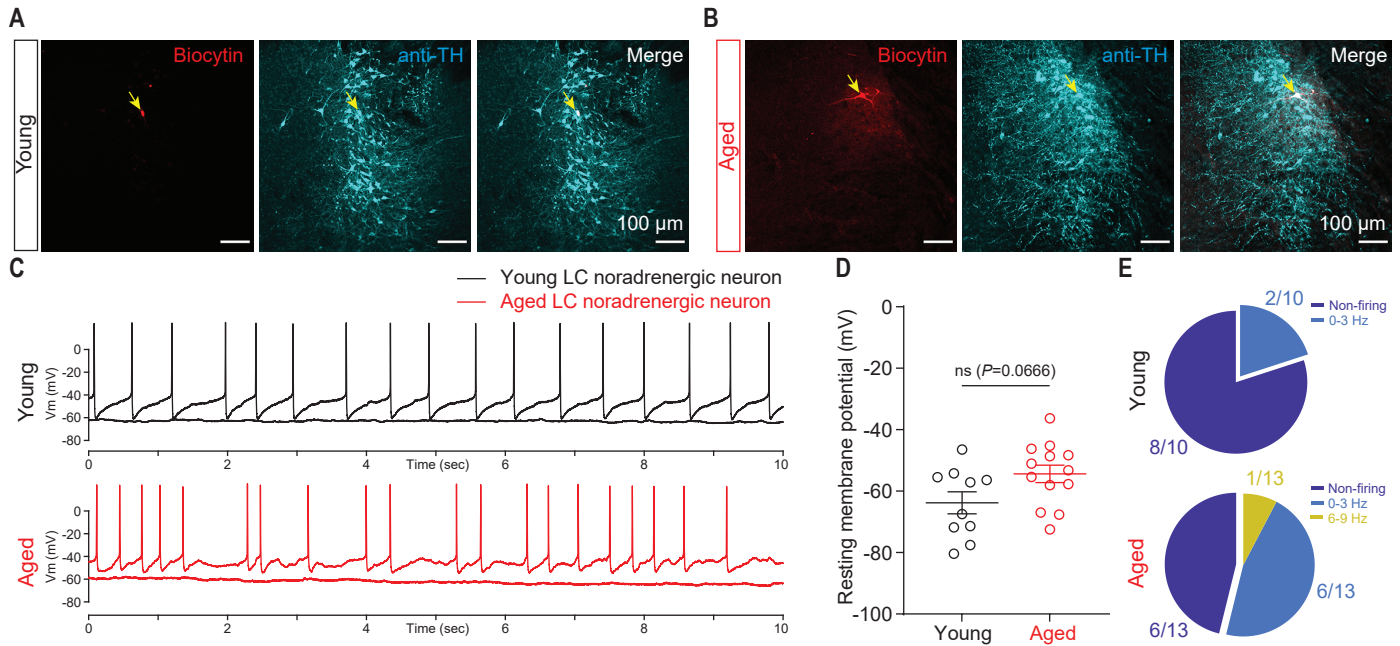 A
Young
Biocytin
anti-TH
Merge
100 µm
B
Aged
Biocytin
anti-TH
Merge
100 µm
C
Young LC noradrenergic neuron
Aged LC noradrenergic neuron
Young
Vm (mV)
0
-20
-40
-60
-80
0 2 4 6 8 10
Time (sec)
Aged
Vm (mV)
0
-20
-40
-60
-80
0 2 4 6 8 10
Time (sec)
D
Resting membrane potential (mV)
0
-20
-40
-60
-80
-100
ns (P=0.0666)
Young Aged
E
Young
2/10
8/10
Non-firing
0-3 Hz
Aged
1/13
6/13
6/13
Non-firing
0-3 Hz
6-9 Hz